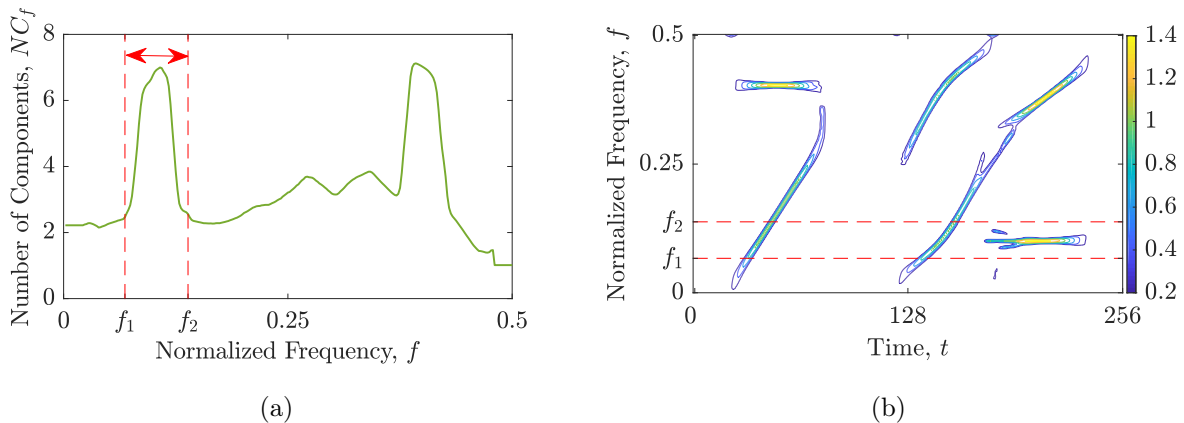 Number of Components, NC_f
8
6
4
2
0
0
f_1
f_2
0.25
0.5
Normalized Frequency, f
(a)
Normalized Frequency, f
0.5
0.25
f_2
f_1
0
0
128
256
Time, t
1.4
1.2
1
0.8
0.6
0.4
0.2
(b)